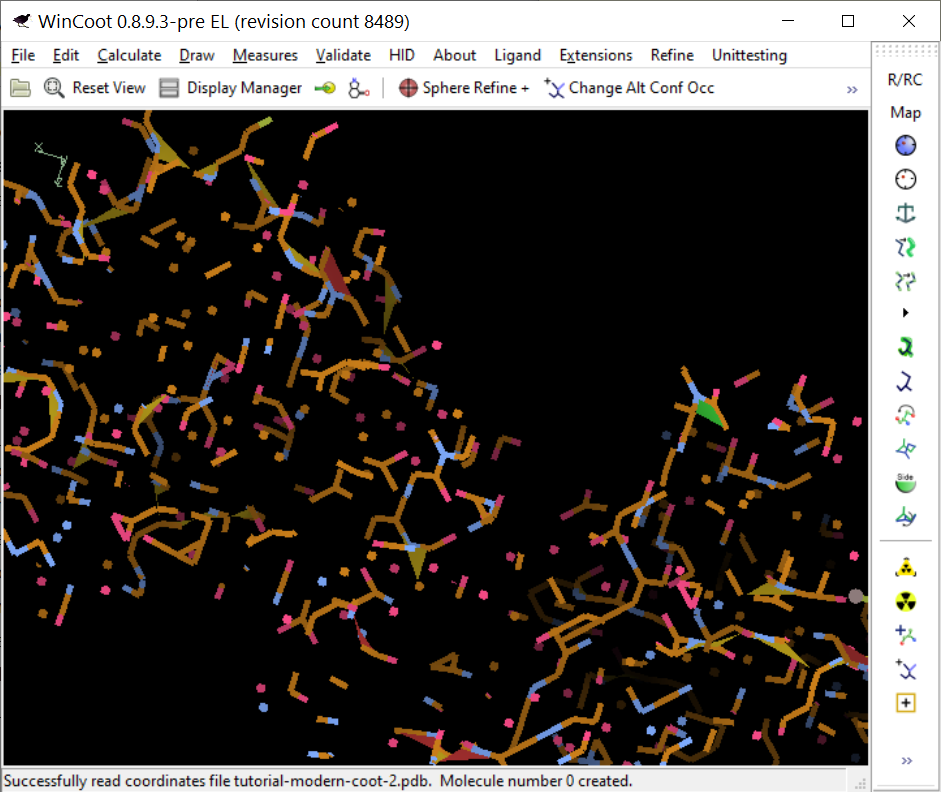 WinCoot 0.8.9.3-pre EL (revision count 8489)
File Edit Calculate Draw Measures Validate HID About Ligand Extensions Refine Unittesting
Reset View Display Manager Sphere Refine + Change Alt Conf Occ »
R/RC
Map
Side
»
Successfully read coordinates file tutorial-modern-coot-2.pdb. Molecule number 0 created.